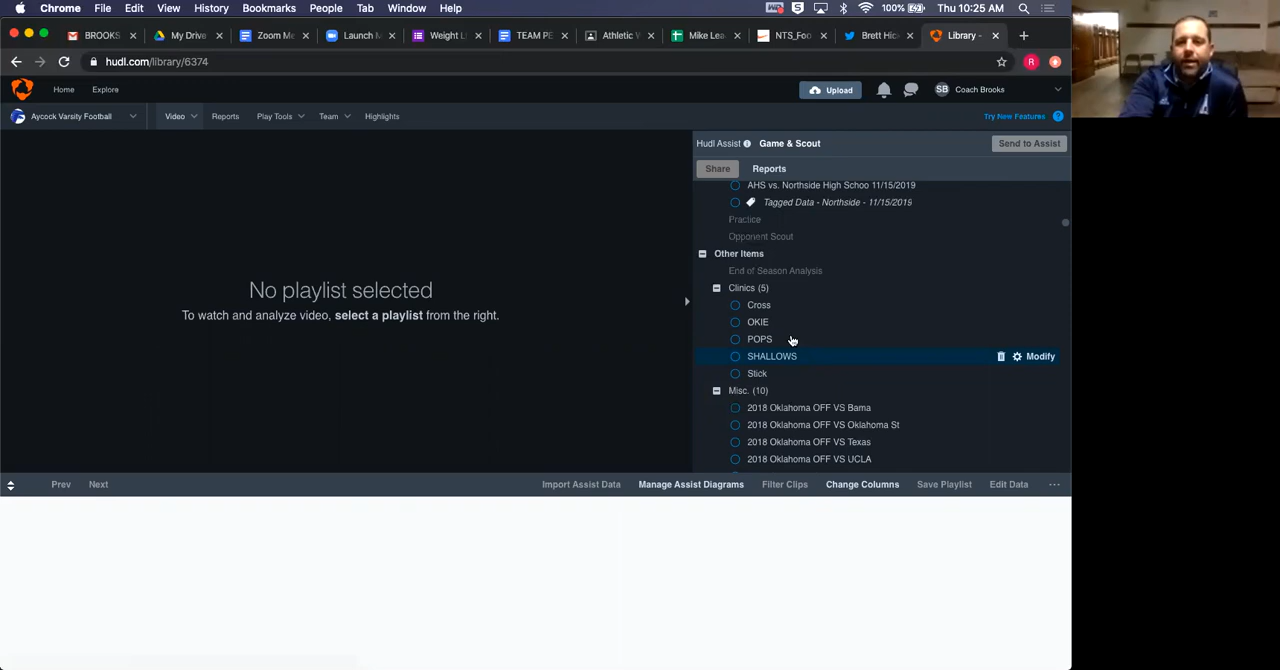 Chrome File Edit View History Bookmarks People Tab Window Help 100% Thu 10:25 AM
BROOKS My Drive Zoom Me Launch M Weight Li TEAM PE Athletic W Mike Lea NTS_Foo Brett Hic Library -
hudl.com/library/6374 R
Home Explore Upload SB Coach Brooks
Aycock Varsity Football Video Reports Play Tools Team Highlights Try New Features ?
Hudl Assist Game & Scout Send to Assist
Share Reports
AHS vs. Northside High Schoo 11/15/2019
Tagged Data - Northside - 11/15/2019
Practice
Opponent Scout
Other Items
End of Season Analysis
Clinics (5)
Cross
OKIE
POPS
SHALLOWS Modify
Stick
Misc. (10)
2018 Oklahoma OFF VS Bama
2018 Oklahoma OFF VS Oklahoma St
2018 Oklahoma OFF VS Texas
2018 Oklahoma OFF VS UCLA
No playlist selected
To watch and analyze video, select a playlist from the right.
Prev Next Import Assist Data Manage Assist Diagrams Filter Clips Change Columns Save Playlist Edit Data ...